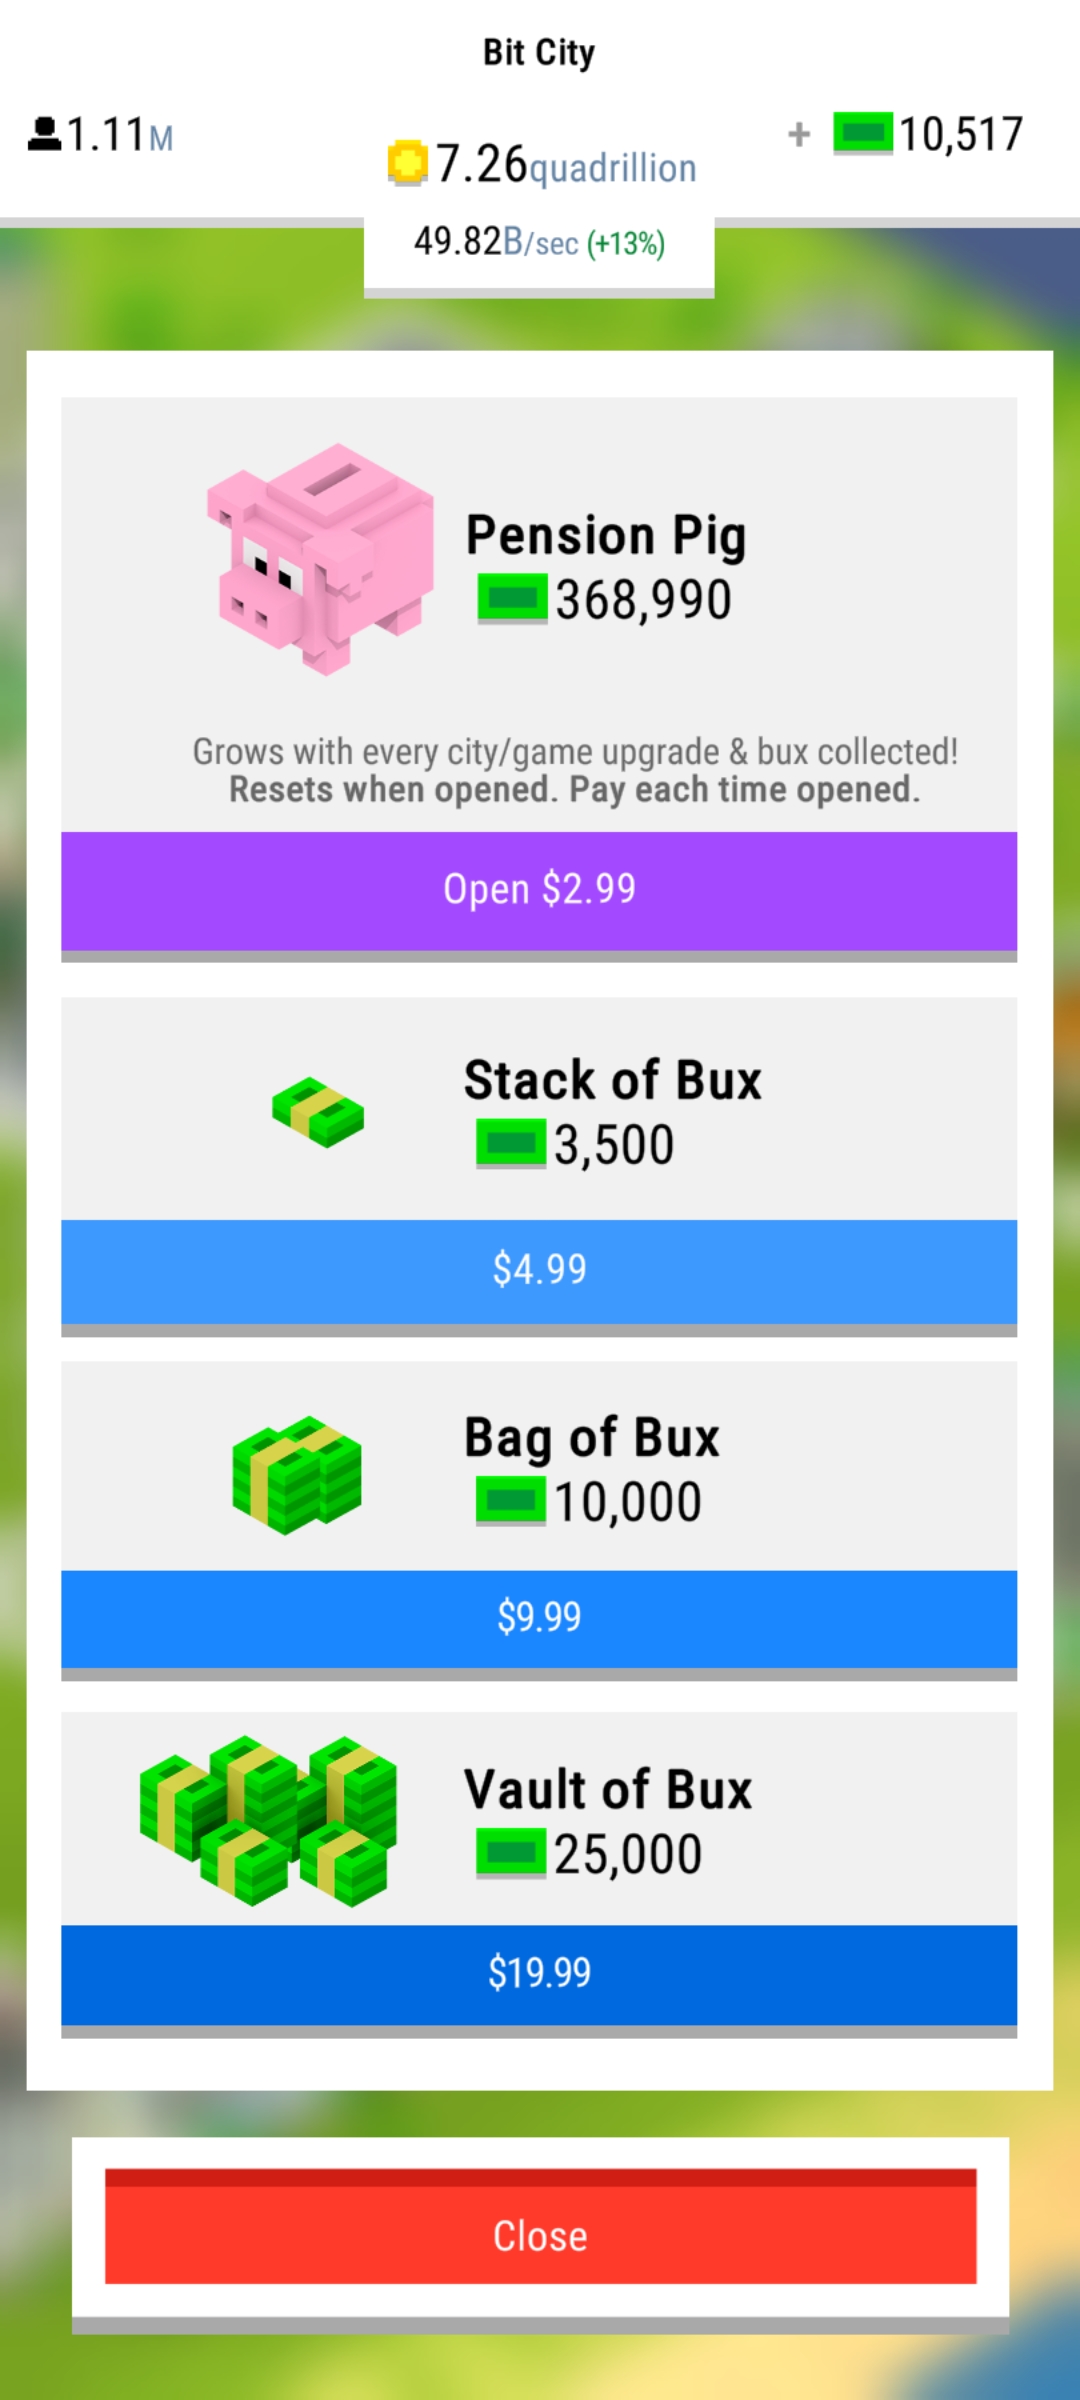 Bit City
1.11M
7.26quadrillion
+ 10,517
49.82B/sec (+13%)
Pension Pig
368,990
Grows with every city/game upgrade & bux collected!
Resets when opened. Pay each time opened.
Open $2.99
Stack of Bux
3,500
$4.99
Bag of Bux
10,000
$9.99
Vault of Bux
25,000
$19.99
Close